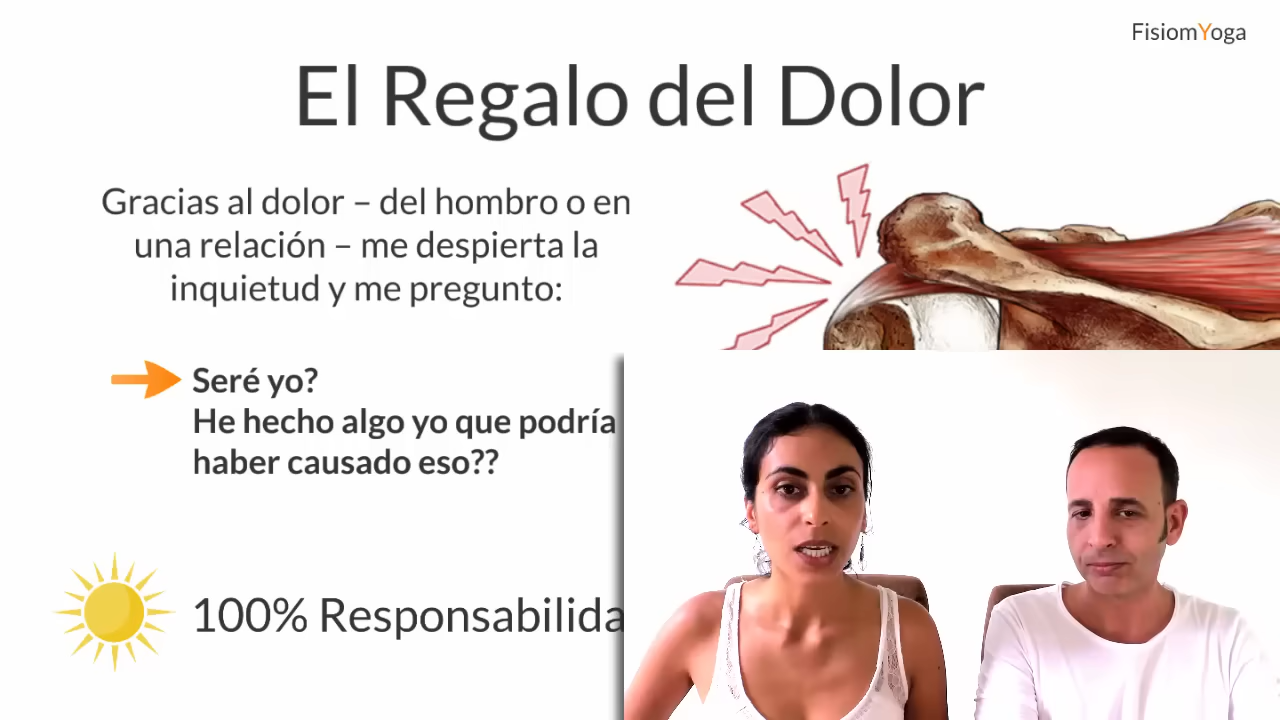 FisiomYoga
El Regalo del Dolor
Gracias al dolor – del hombro o en
una relación – me despierta la
inquietud y me pregunto:
Seré yo?
He hecho algo yo que podría
haber causado eso??
100% Responsabilida